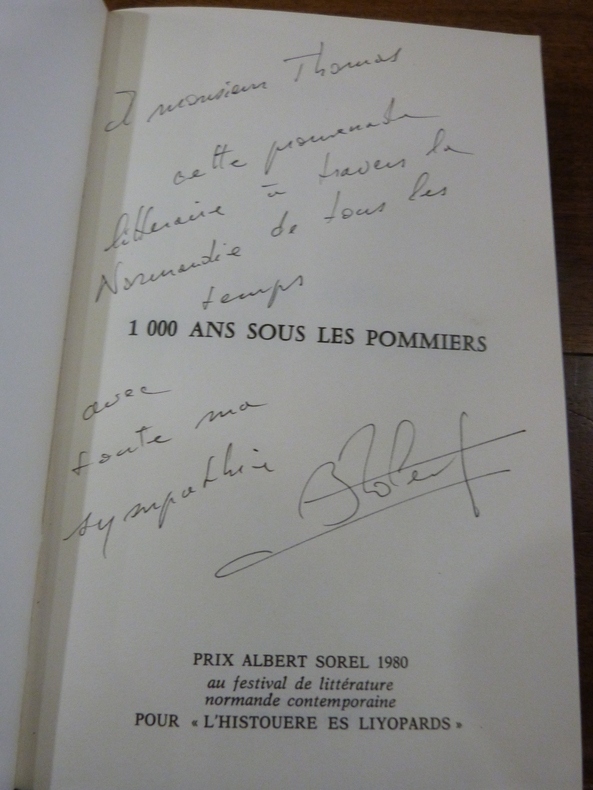 A monsieur Thomas
cette promenade
litteraire à travers la
Normandie de tous les
temps
1 000 ANS SOUS LES POMMIERS
avec
toute ma
sympathie
PRIX ALBERT SOREL 1980
au festival de littérature
normande contemporaine
POUR « L'HISTOUERE ES LIYOPARDS »